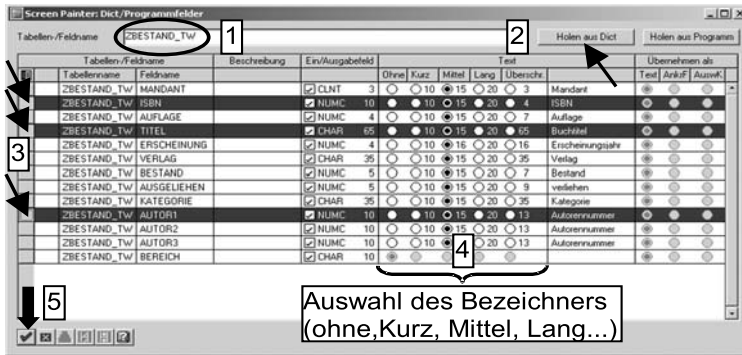 Screen Painter: Dict/Programmfelder
Tabellen-/Feldname ZBESTAND_TW 1 2 Holen aus Dict Holen aus Programm
Tabellen-/Feldname Beschreibung Ein/Ausgabefeld Text Übernehmen als
Tabellenname Feldname Ohne Kurz Mittel Lang Überschr. Text AnkrF AuswK
ZBESTAND_TW MANDANT CLNT 3 10 15 20 3 Mandant
ZBESTAND_TW ISBN NUMC 10 10 15 20 4 ISBN
ZBESTAND_TW AUFLAGE NUMC 4 10 15 20 7 Auflage
ZBESTAND_TW TITEL CHAR 65 10 15 20 65 Buchtitel
3
ZBESTAND_TW ERSCHEINUNG NUMC 4 10 16 20 16 Erscheinungsjahr
ZBESTAND_TW VERLAG CHAR 35 10 15 20 35 Verlag
ZBESTAND_TW BESTAND NUMC 5 10 15 20 7 Bestand
ZBESTAND_TW AUSGELIEHEN NUMC 5 10 15 20 9 verliehen
ZBESTAND_TW KATEGORIE CHAR 35 10 15 20 35 Kategorie
ZBESTAND_TW AUTOR1 NUMC 10 10 15 20 13 Autorennummer
ZBESTAND_TW AUTOR2 NUMC 10 10 15 20 13 Autorennummer
ZBESTAND_TW AUTOR3 NUMC 10 10 15 20 13 Autorennummer
ZBESTAND_TW BEREICH CHAR 10
4
5
Auswahl des Bezeichners
(ohne,Kurz, Mittel, Lang...)